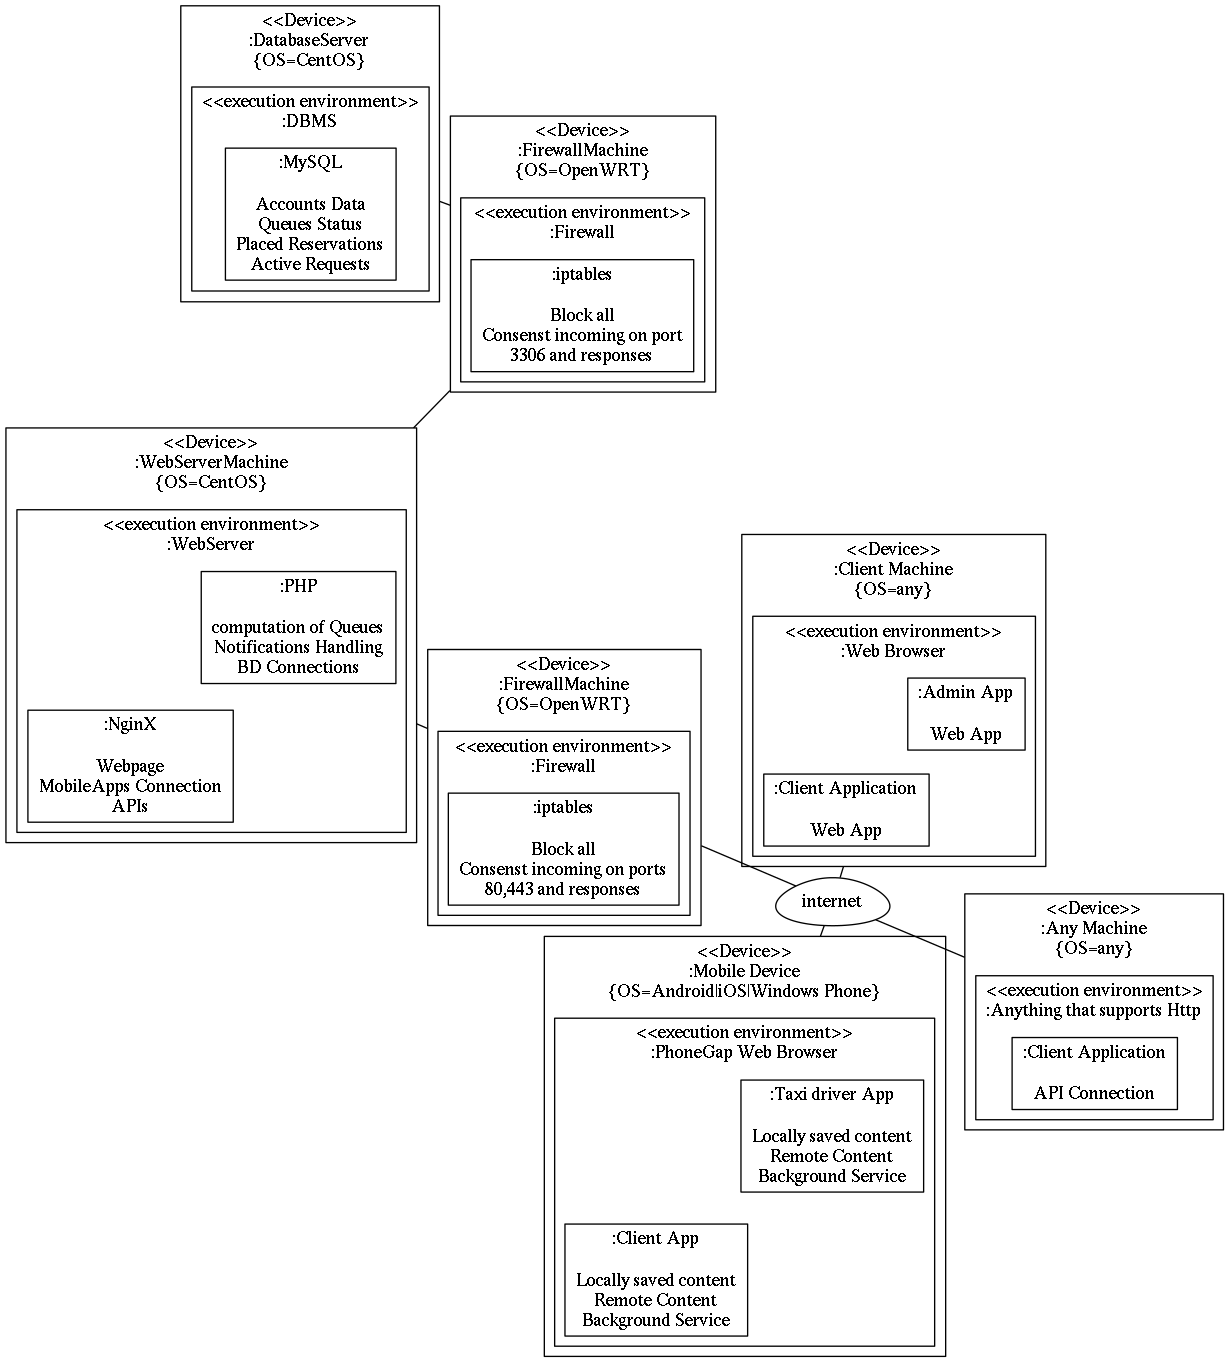 <<Device>>
:DatabaseServer
{OS=CentOS}
<<execution environment>>
:DBMS
:MySQL
Accounts Data
Queues Status
Placed Reservations
Active Requests
<<Device>>
:FirewallMachine
{OS=OpenWRT}
<<execution environment>>
:Firewall
:iptables
Block all
Consenst incoming on port
3306 and responses
<<Device>>
:WebServerMachine
{OS=CentOS}
<<execution environment>>
:WebServer
:PHP
computation of Queues
Notifications Handling
BD Connections
:NginX
Webpage
MobileApps Connection
APIs
<<Device>>
:FirewallMachine
{OS=OpenWRT}
<<execution environment>>
:Firewall
:iptables
Block all
Consenst incoming on ports
80,443 and responses
<<Device>>
:Client Machine
{OS=any}
<<execution environment>>
:Web Browser
:Admin App
Web App
:Client Application
Web App
internet
<<Device>>
:Any Machine
{OS=any}
<<execution environment>>
:Anything that supports Http
:Client Application
API Connection
<<Device>>
:Mobile Device
{OS=Android|iOS|Windows Phone}
<<execution environment>>
:PhoneGap Web Browser
:Taxi driver App
Locally saved content
Remote Content
Background Service
:Client App
Locally saved content
Remote Content
Background Service